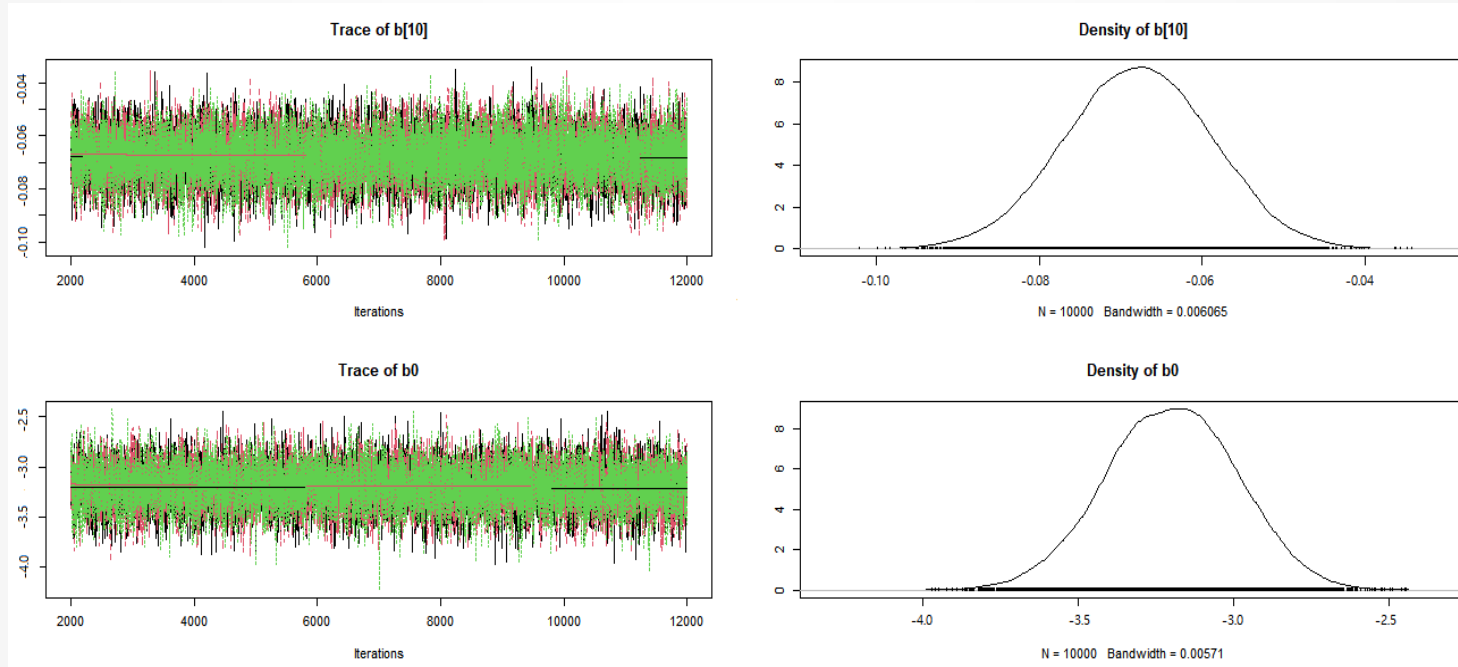 Trace of b[10]
-0.04
-0.06
-0.08
-0.10
2000 4000 6000 8000 10000 12000
Iterations
Density of b[10]
8
6
4
2
0
-0.10 -0.08 -0.06 -0.04
N = 10000 Bandwidth = 0.006065
Trace of b0
-2.5
-3.0
-3.5
-4.0
2000 4000 6000 8000 10000 12000
Iterations
Density of b0
8
6
4
2
0
-4.0 -3.5 -3.0 -2.5
N = 10000 Bandwidth = 0.00571